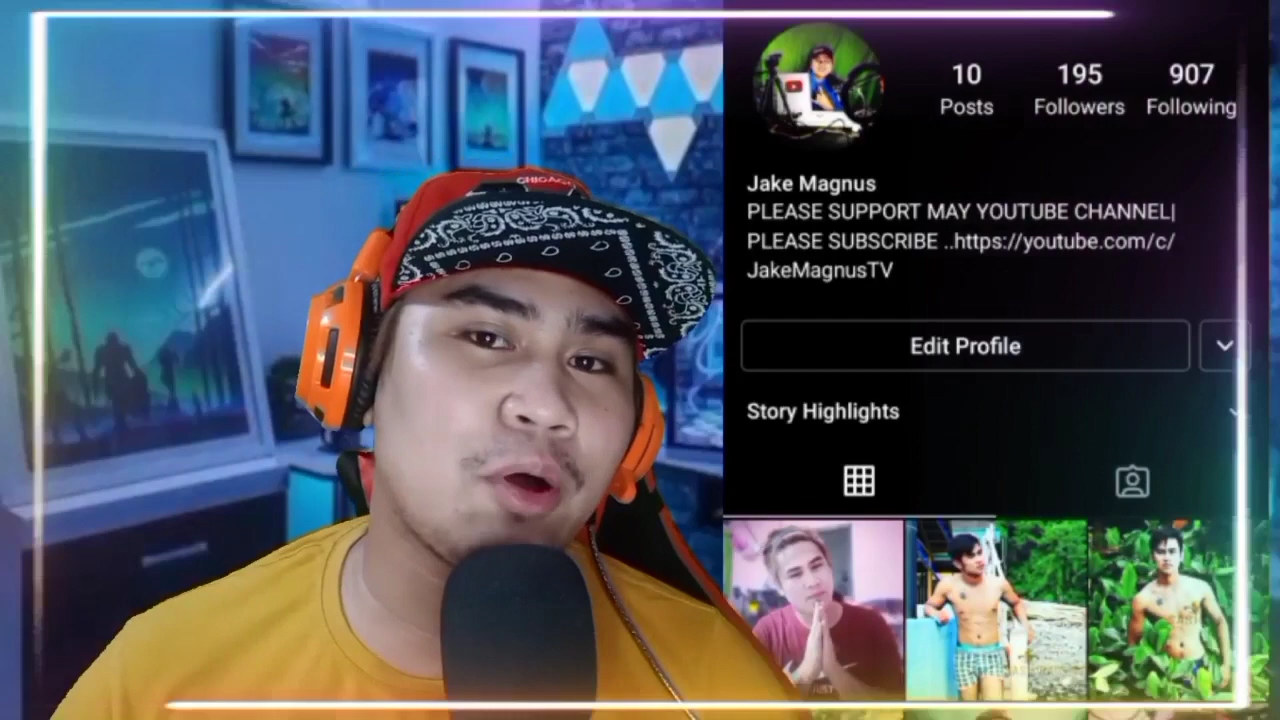 CHICAGO
10
195
907
Posts
Followers
Following
Jake Magnus
PLEASE SUPPORT MAY YOUTUBE CHANNEL|
PLEASE SUBSCRIBE ..https://youtube.com/c/
JakeMagnusTV
Edit Profile
Story Highlights